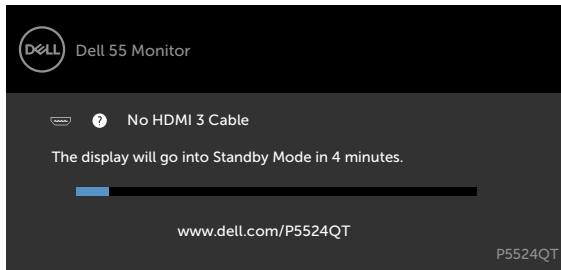 DELL
Dell 55 Monitor
? No HDMI 3 Cable
The display will go into Standby Mode in 4 minutes.
www.dell.com/P5524QT
P5524QT